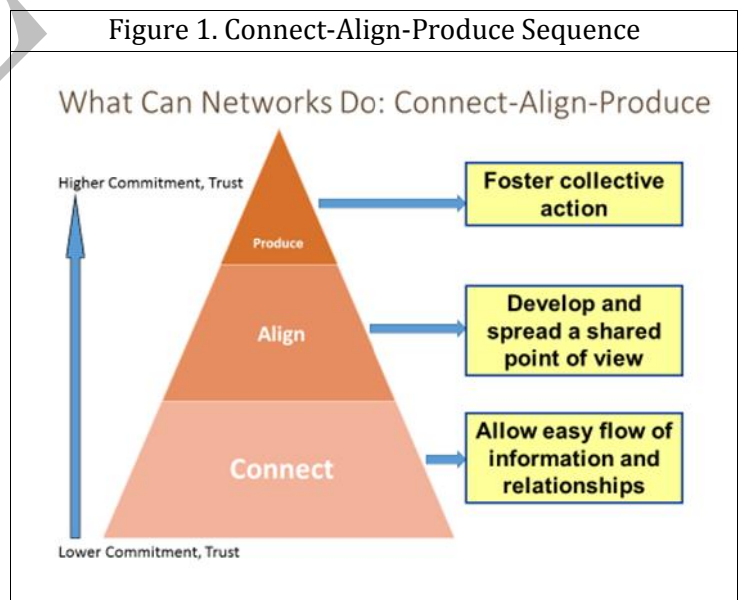 Figure 1. Connect-Align-Produce Sequence
What Can Networks Do: Connect-Align-Produce
Higher Commitment, Trust
Foster collective
action
Produce
Develop and
spread a shared
point of view
Align
Allow easy flow of
information and
relationships
Connect
Lower Commitment, Trust